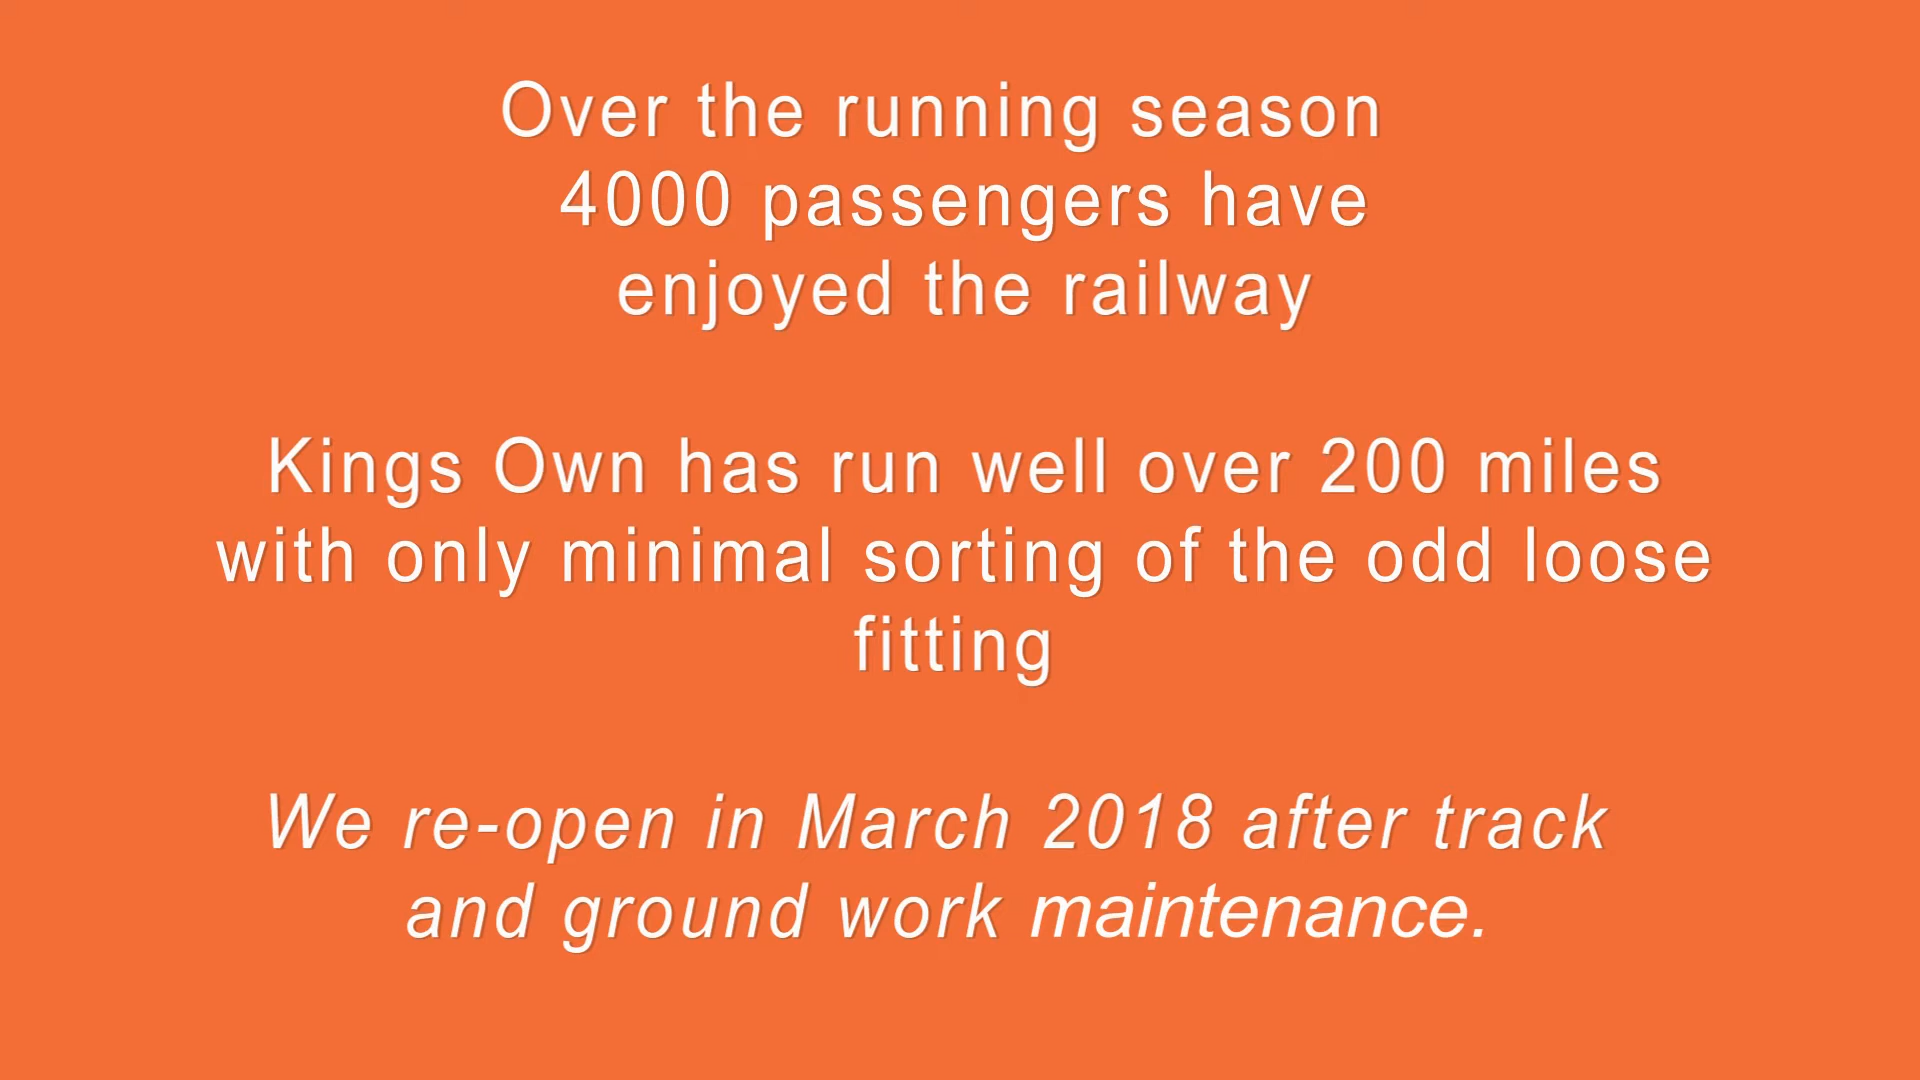 Over the running season
4000 passengers have
enjoyed the railway
Kings Own has run well over 200 miles
with only minimal sorting of the odd loose
fitting
We re-open in March 2018 after track
and ground work maintenance.